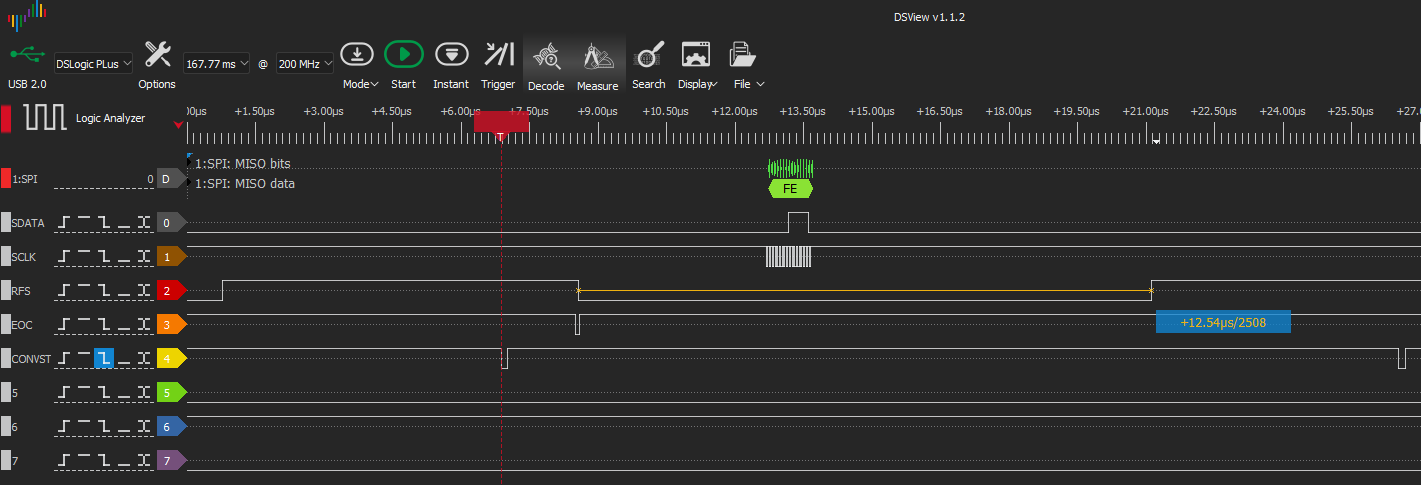 DSView v1.1.2
USB 2.0
DSLogic PLus
Options
167.77 ms
@
200 MHz
Mode
Start
Instant
Trigger
Decode
Measure
Search
Display
File
Logic Analyzer
00µs +1.50µs +3.00µs +4.50µs +6.00µs +7.50µs +9.00µs +10.50µs +12.00µs +13.50µs +15.00µs +16.50µs +18.00µs +19.50µs +21.00µs +22.50µs +24.00µs +25.50µs +27.0
T
1:SPI 0 D
1:SPI: MISO bits
1:SPI: MISO data
FE
SDATA 0
SCLK 1
RFS 2
EOC 3
+12.54µs/2508
CONVST 4
5 5
6 6
7 7